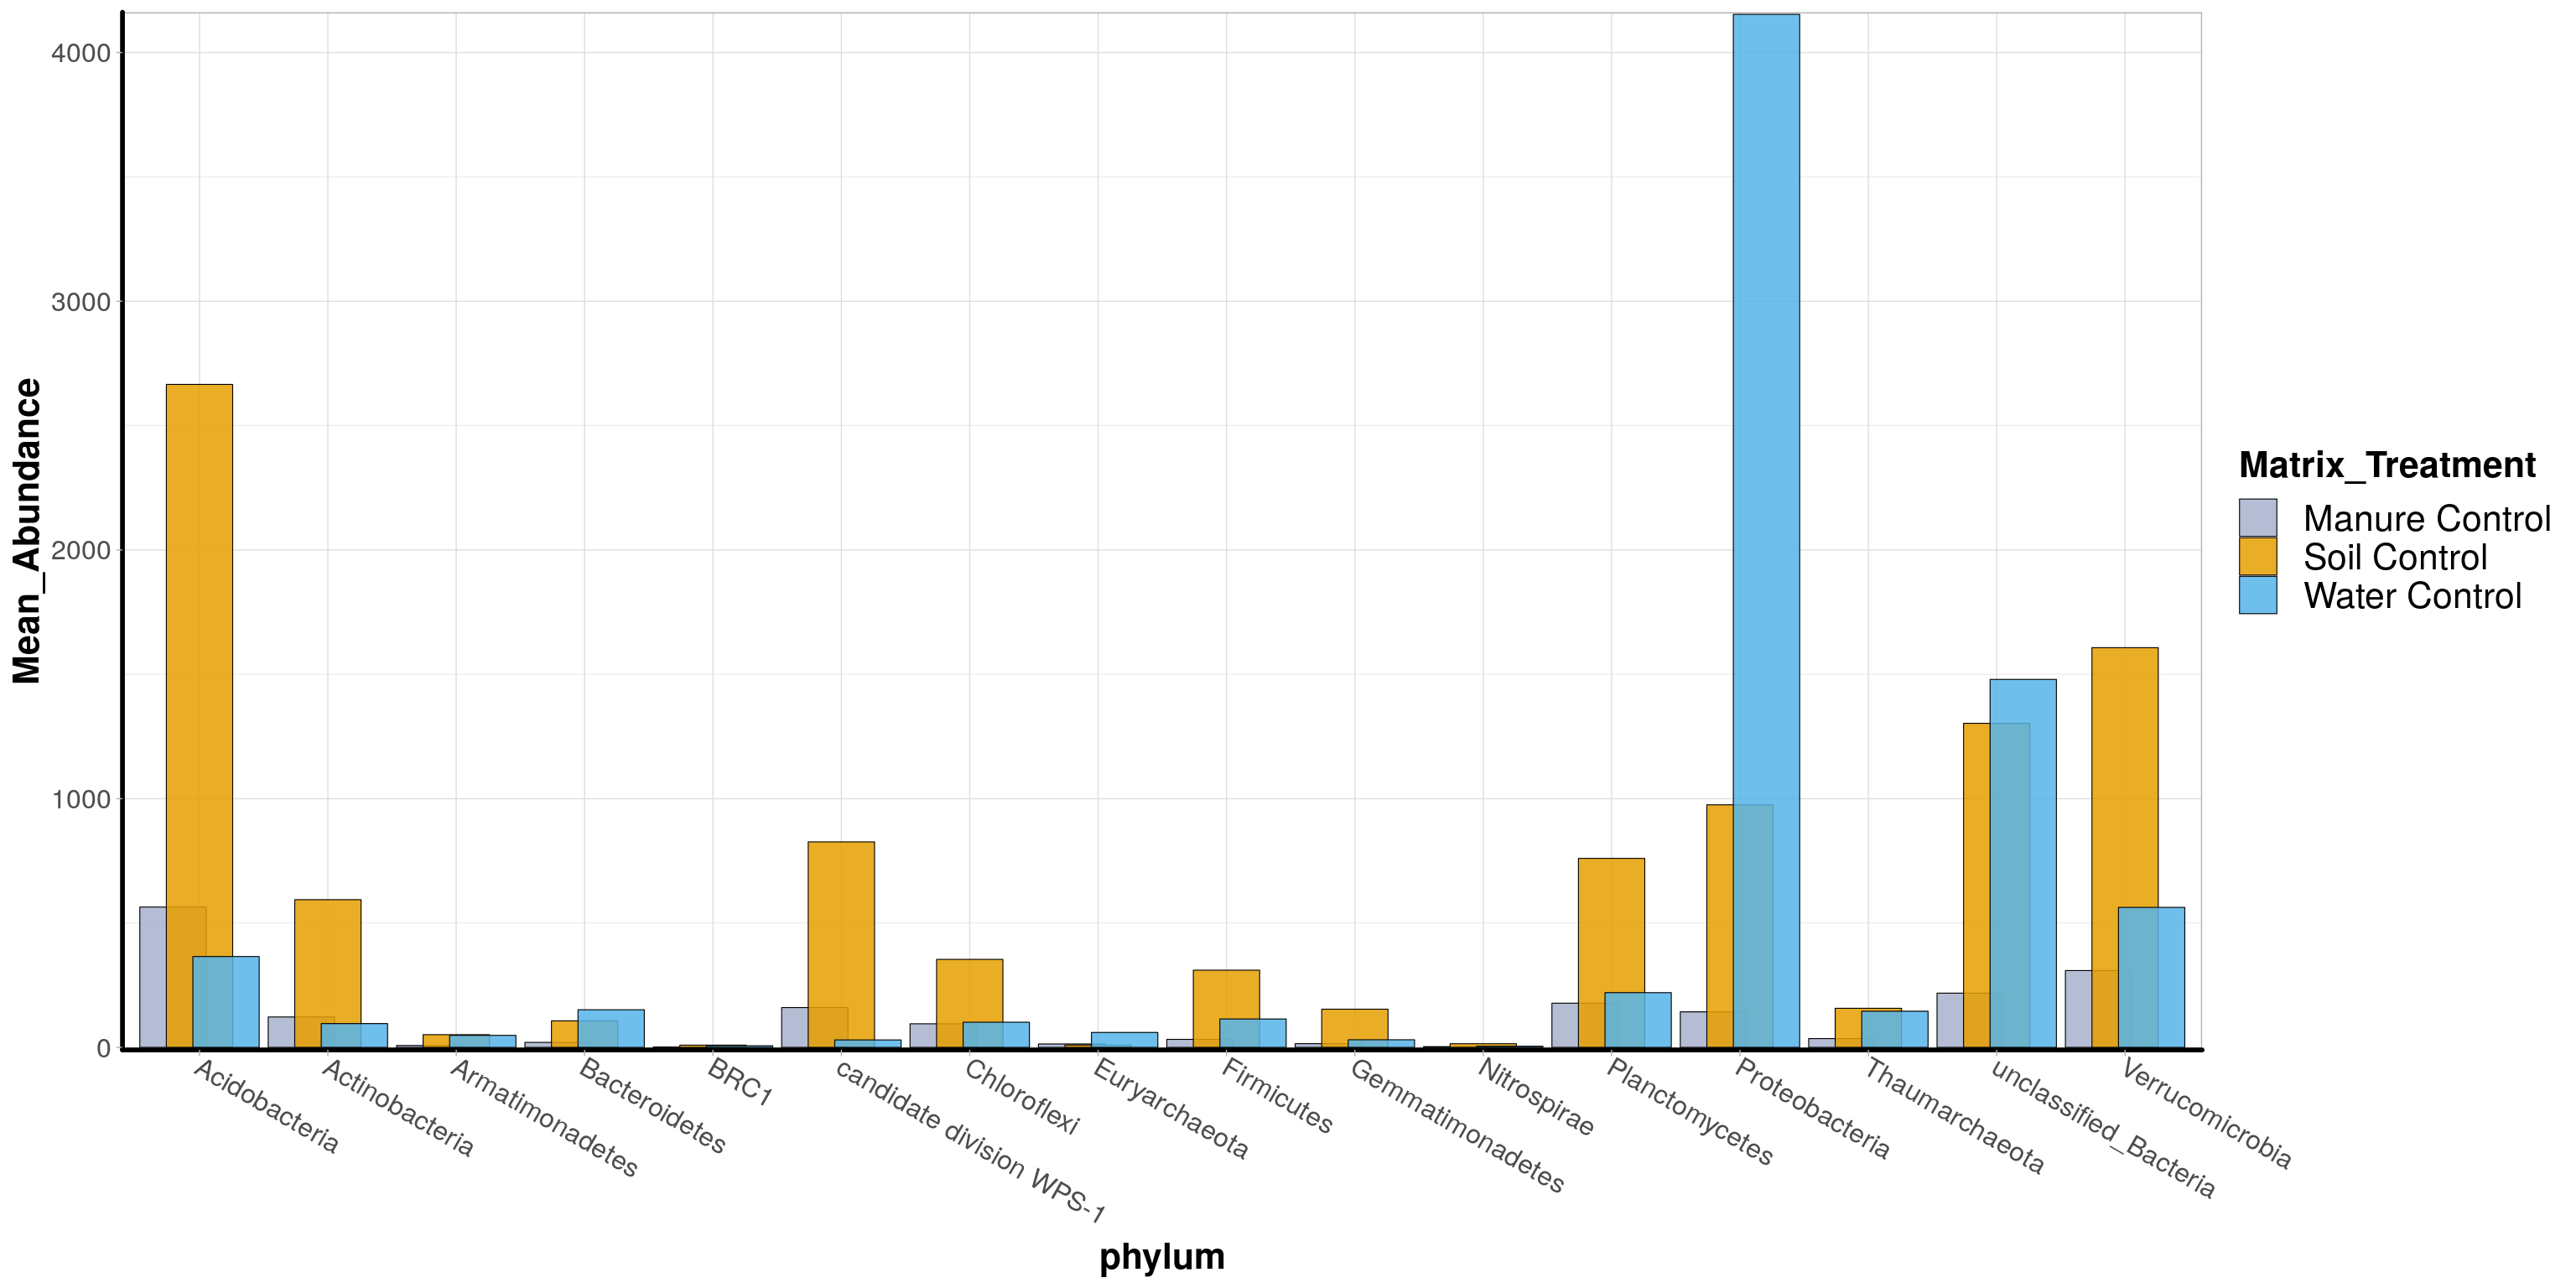 Mean_Abundance
4000
3000
2000
1000
0
Acidobacteria
Actinobacteria
Armatimonadetes
Bacteroidetes
BRC1
candidate division WPS-1
Chloroflexi
Euryarchaeota
Firmicutes
Gemmatimonadetes
Nitrospirae
Planctomycetes
Proteobacteria
Thaumarchaeota
unclassified_Bacteria
Verrucomicrobia
phylum
Matrix_Treatment
Manure Control
Soil Control
Water Control